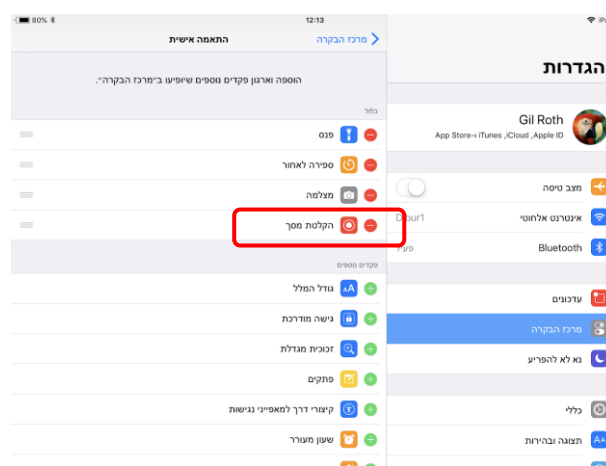 80%
12:13
הגדרות
Gil Roth
App Store-ו iTunes ,iCloud ,Apple ID
מצב טיסה
אינטרנט אלחוטי
Bluetooth
עדכונים
מרכז הבקרה
נא לא להפריע
כללי
תצוגה ובהירות
מרכז הבקרה
התאמה אישית
הוספה וארגון פקדים נוספים שיופיעו ב״מרכז הבקרה״.
פנס
ספירה לאחור
מצלמה
הקלטת מסך
פקדים נוספים
גודל המלל
גישה מודרכת
זכוכית מגדלת
פתקים
קיצורי דרך למאפייני נגישות
שעון מעורר